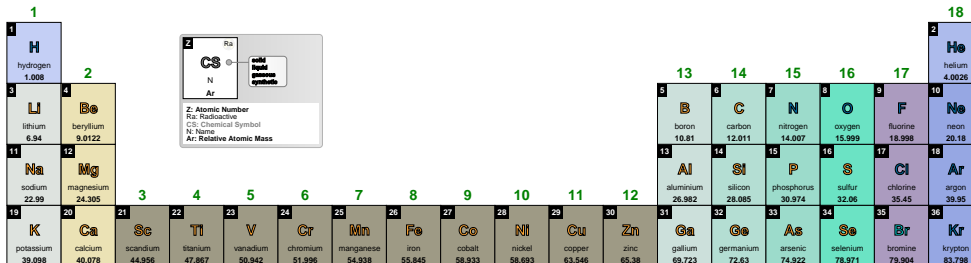 1 18
1 2
H He
hydrogen helium
1.008 4.0026
Z Ra
CS
N
Ar
solid
liquid
gaseous
synthetic
Z: Atomic Number
Ra: Radioactive
CS: Chemical Symbol
N: Name
Ar: Relative Atomic Mass
2 13 14 15 16 17
3 4 5 6 7 8 9 10
Li Be B C N O F Ne
lithium beryllium boron carbon nitrogen oxygen fluorine neon
6.94 9.0122 10.81 12.011 14.007 15.999 18.998 20.18
11 12 13 14 15 16 17 18
Na Mg Al Si P S Cl Ar
sodium magnesium aluminium silicon phosphorus sulfur chlorine argon
22.99 24.305 26.982 28.085 30.974 32.06 35.45 39.95
3 4 5 6 7 8 9 10 11 12
19 20 21 22 23 24 25 26 27 28 29 30 31 32 33 34 35 36
K Ca Sc Ti V Cr Mn Fe Co Ni Cu Zn Ga Ge As Se Br Kr
potassium calcium scandium titanium vanadium chromium manganese iron cobalt nickel copper zinc gallium germanium arsenic selenium bromine krypton
39.098 40.078 44.956 47.867 50.942 51.996 54.938 55.845 58.933 58.693 63.546 65.38 69.723 72.63 74.922 78.971 79.904 83.798